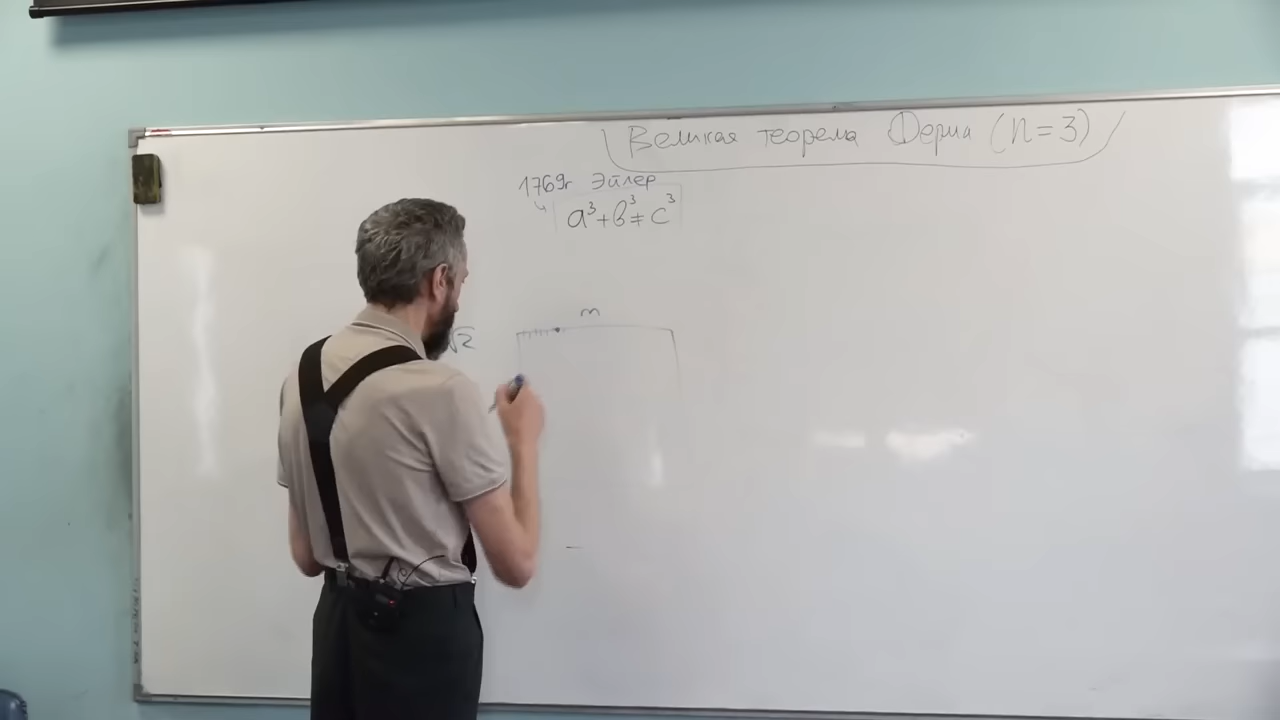 Великая теорема Ферма (n=3)
1769г Эйлер
a³+b³≠c³
m
√2